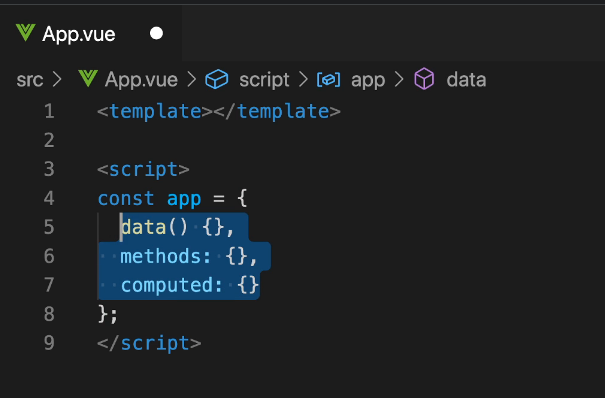 App.vue
src > App.vue > script > app > data
1 <template></template>
2
3 <script>
4 const app = {
5   data() {},
6   methods: {},
7   computed: {}
8 };
9 </script>